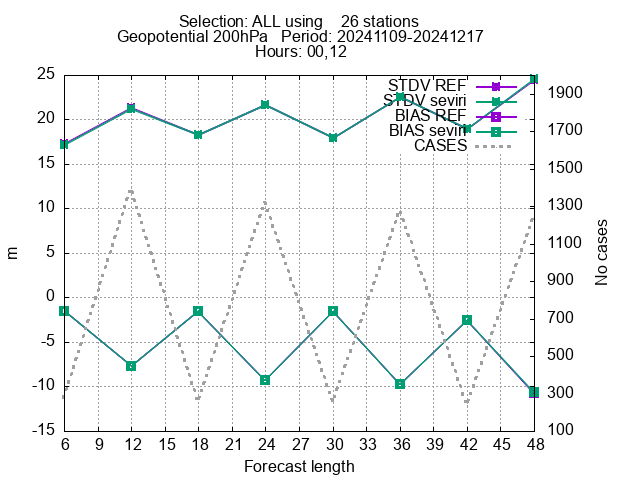 Selection: ALL using 26 stations
Geopotential 200hPa Period: 20241109-20241217
Hours: 00,12
STDV REF
STDV seviri
BIAS REF
BIAS seviri
CASES
25
20
15
10
5
0
-5
-10
-15
m
1900
1700
1500
1300
1100
900
700
500
300
100
No cases
6 9 12 15 18 21 24 27 30 33 36 39 42 45 48
Forecast length